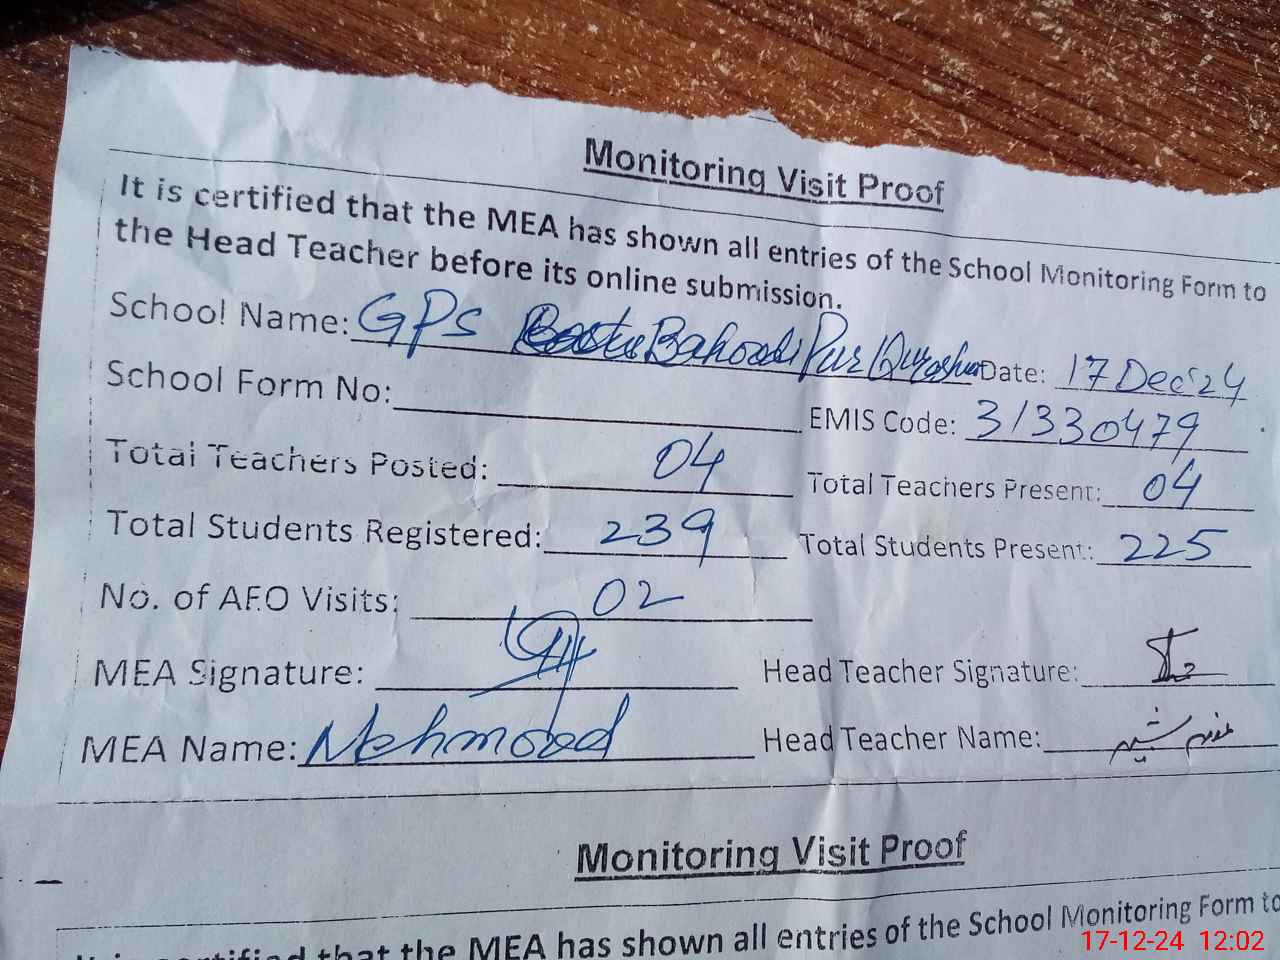 Monitoring Visit Proof
It is certified that the MEA has shown all entries of the School Monitoring Form to
the Head Teacher before its online submission.
School Name: GPS Pur Date: 17 Dec'24
School Form No: EMIS Code: 31330479
Total Teachers Posted: 04 Total Teachers Present: 04
Total Students Registered: 239 Total Students Present: 225
No. of AEO Visits: 02
MEA Signature: Head Teacher Signature:
MEA Name: Mehmood Head Teacher Name:
Monitoring Visit Proof
that the MEA has shown all entries of the School Monitoring Form to
17-12-24 12:02